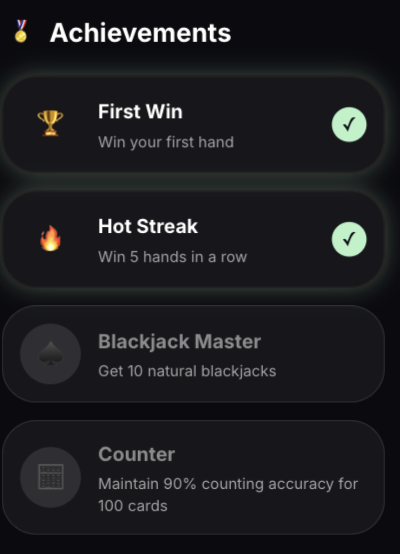 Achievements
First Win
Win your first hand
Hot Streak
Win 5 hands in a row
Blackjack Master
Get 10 natural blackjacks
Counter
Maintain 90% counting accuracy for
100 cards